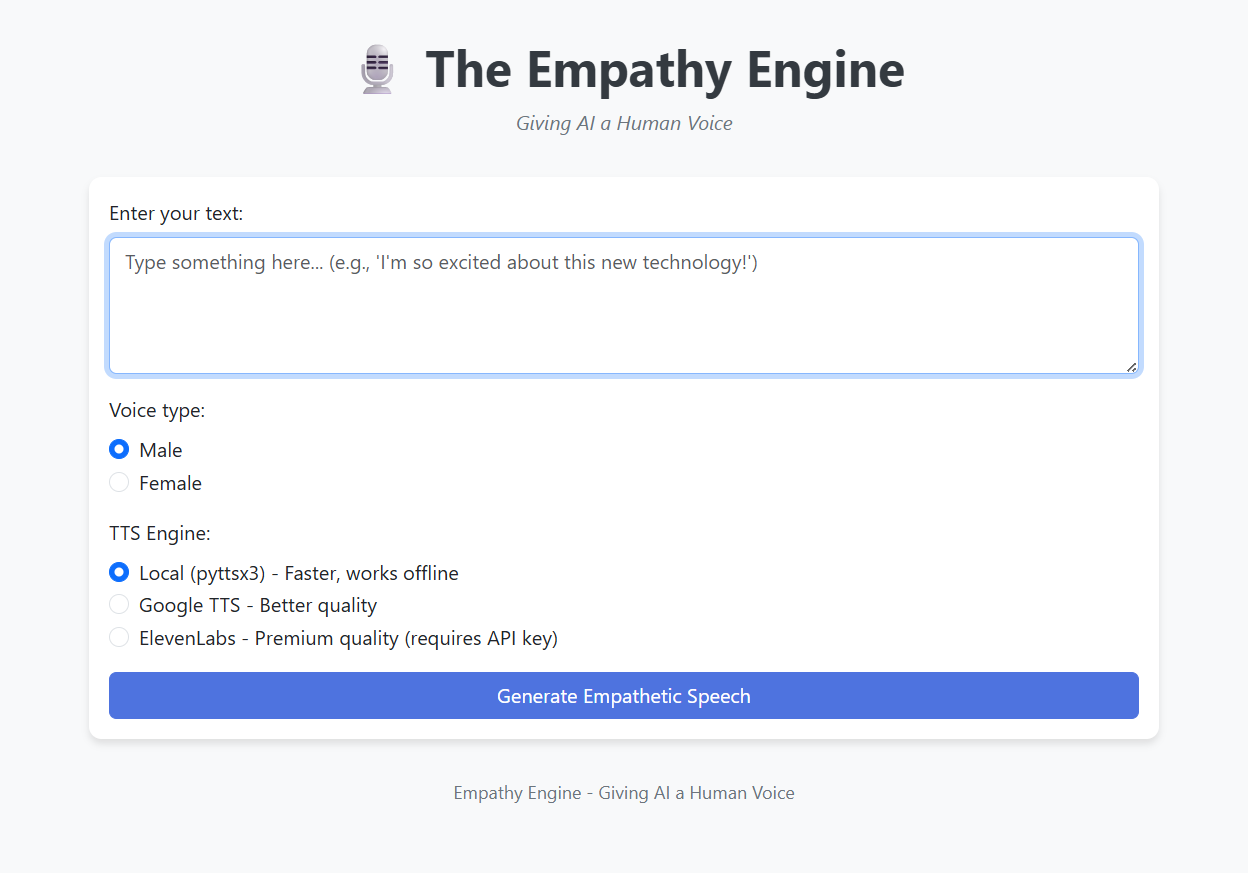 The Empathy Engine
Giving AI a Human Voice
Enter your text:
Type something here... (e.g., 'I'm so excited about this new technology!')
Voice type:
Male
Female
TTS Engine:
Local (pyttsx3) - Faster, works offline
Google TTS - Better quality
ElevenLabs - Premium quality (requires API key)
Generate Empathetic Speech
Empathy Engine - Giving AI a Human Voice